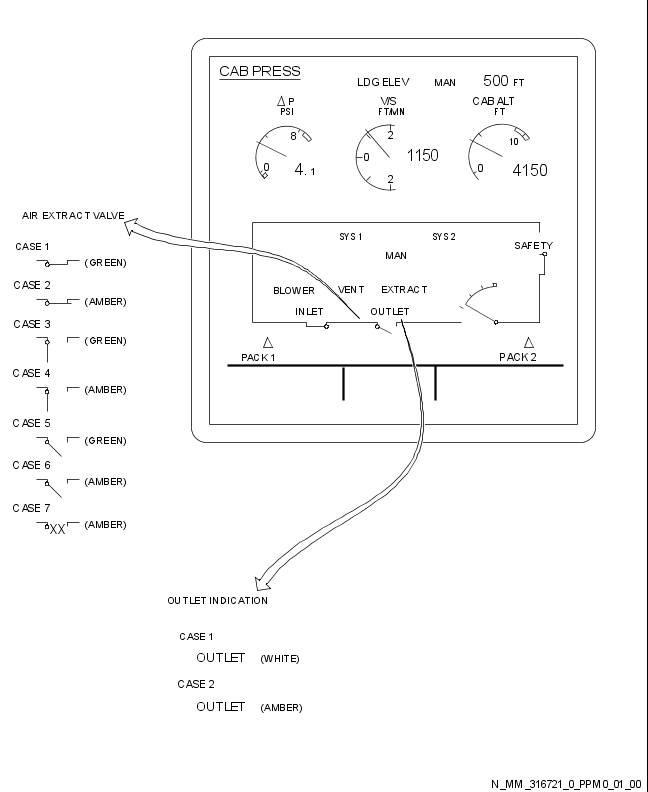 CAB PRESS
LDG ELEV MAN 500 FT
Δ P
PSI
V/S
FT/MN
CAB ALT
FT
8
0
4.1
2
0
2
1150
10
0
4150
SYS 1
SYS 2
MAN
SAFETY
BLOWER
VENT
EXTRACT
INLET
OUTLET
PACK 1
PACK 2
AIR EXTRACT VALVE
CASE 1
(GREEN)
CASE 2
(AMBER)
CASE 3
(GREEN)
CASE 4
(AMBER)
CASE 5
(GREEN)
CASE 6
(AMBER)
CASE 7
XX (AMBER)
OUTLET INDICATION
CASE 1
OUTLET (WHITE)
CASE 2
OUTLET (AMBER)
N_MM_316721_0_PPM0_01_00